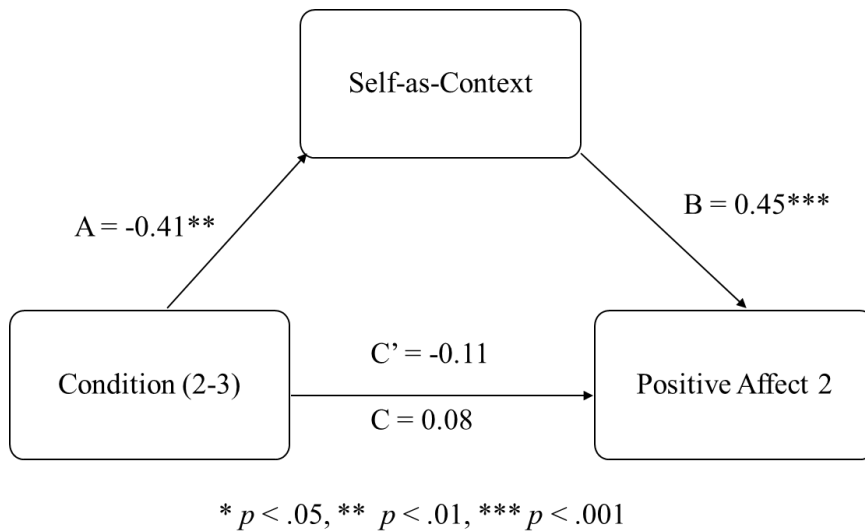 Self-as-Context
A = -0.41**
B = 0.45***
Condition (2-3)
C’ = -0.11
C = 0.08
Positive Affect 2
* p < .05, ** p < .01, *** p < .001